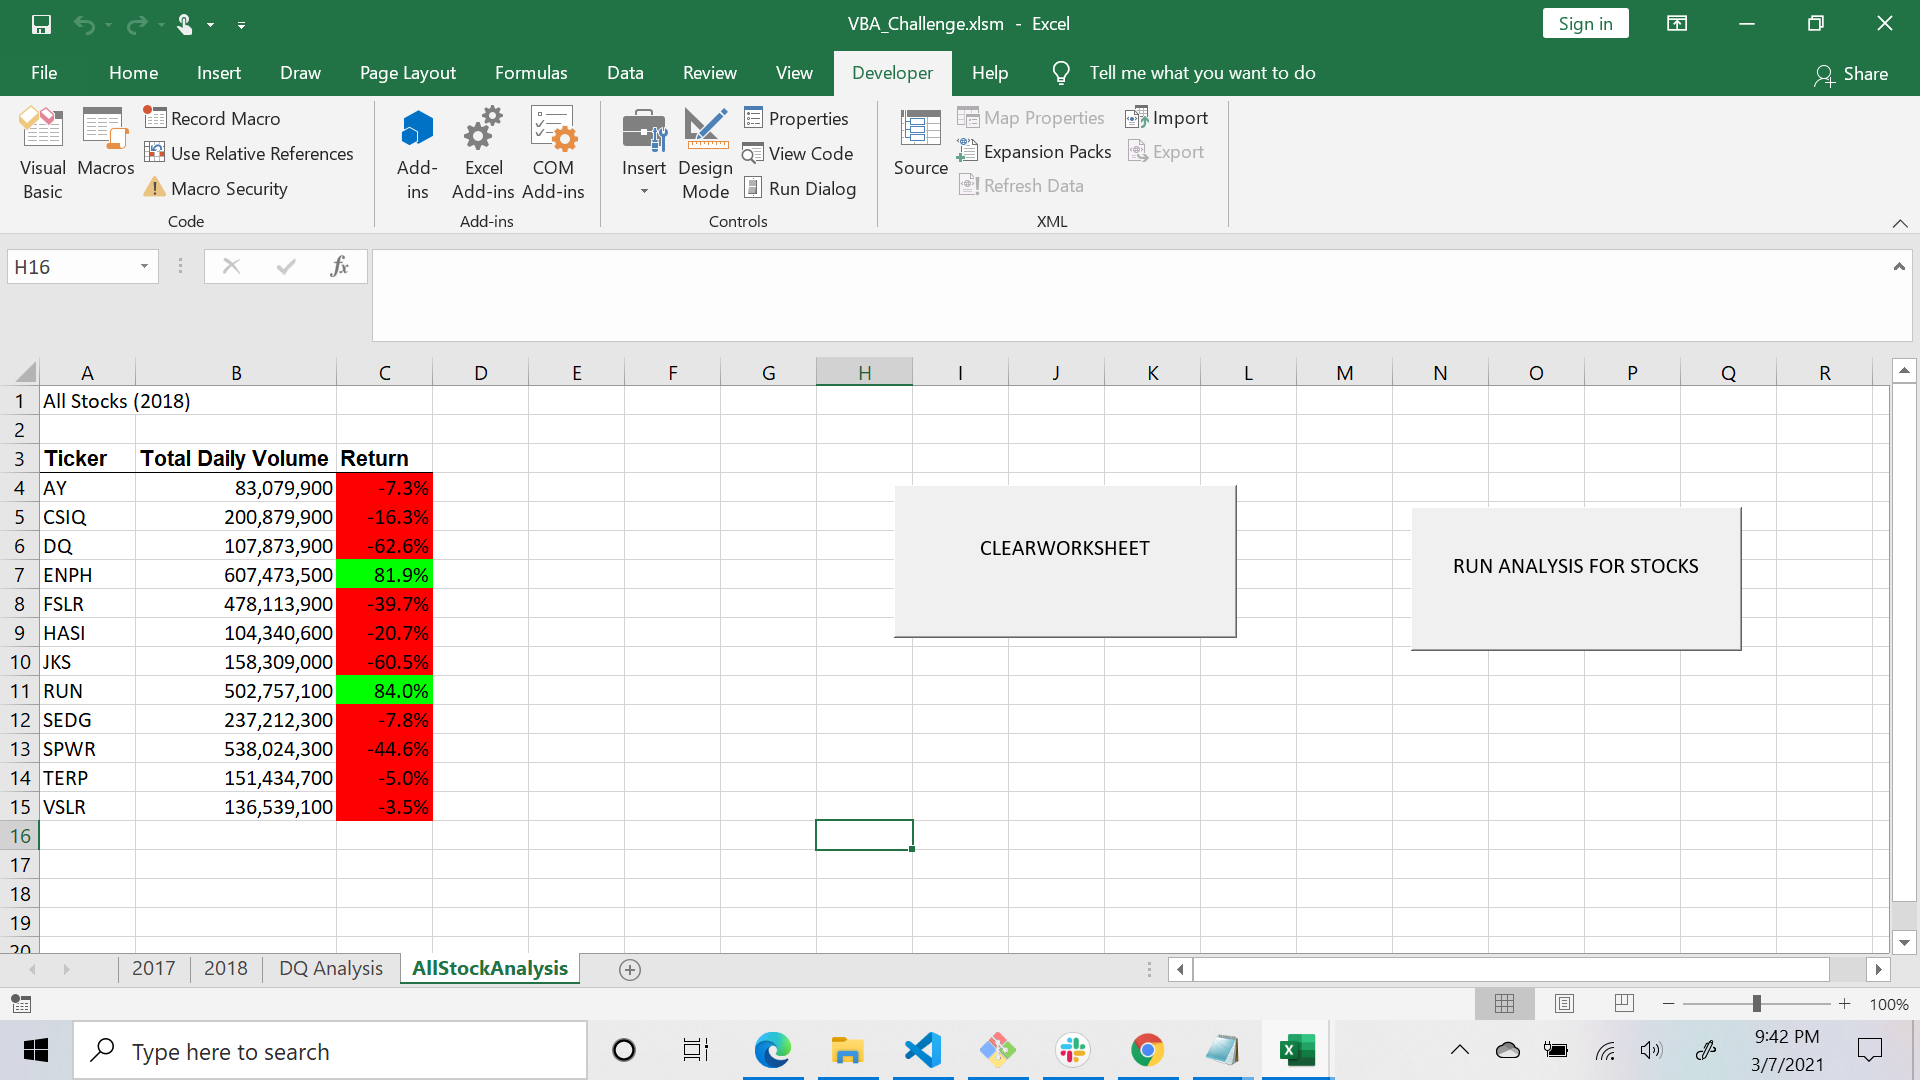 VBA_Challenge.xlsm - Excel
Sign in
File Home Insert Draw Page Layout Formulas Data Review View Developer Help Tell me what you want to do Share
Visual Basic
Macros
Record Macro
Use Relative References
Macro Security
Code
Add-ins
Excel Add-ins
COM Add-ins
Add-ins
Insert
Design Mode
Properties
View Code
Run Dialog
Controls
Source
Map Properties
Expansion Packs
Refresh Data
Import
Export
XML
H16
fx
A B C D E F G H I J K L M N O P Q R
1 All Stocks (2018)
2
3 Ticker Total Daily Volume Return
4 AY 83,079,900 -7.3%
5 CSIQ 200,879,900 -16.3%
6 DQ 107,873,900 -62.6%
7 ENPH 607,473,500 81.9%
8 FSLR 478,113,900 -39.7%
9 HASI 104,340,600 -20.7%
10 JKS 158,309,000 -60.5%
11 RUN 502,757,100 84.0%
12 SEDG 237,212,300 -7.8%
13 SPWR 538,024,300 -44.6%
14 TERP 151,434,700 -5.0%
15 VSLR 136,539,100 -3.5%
16
17
18
19
20
CLEARWORKSHEET
RUN ANALYSIS FOR STOCKS
2017 2018 DQ Analysis AllStockAnalysis
100%
Type here to search
9:42 PM
3/7/2021